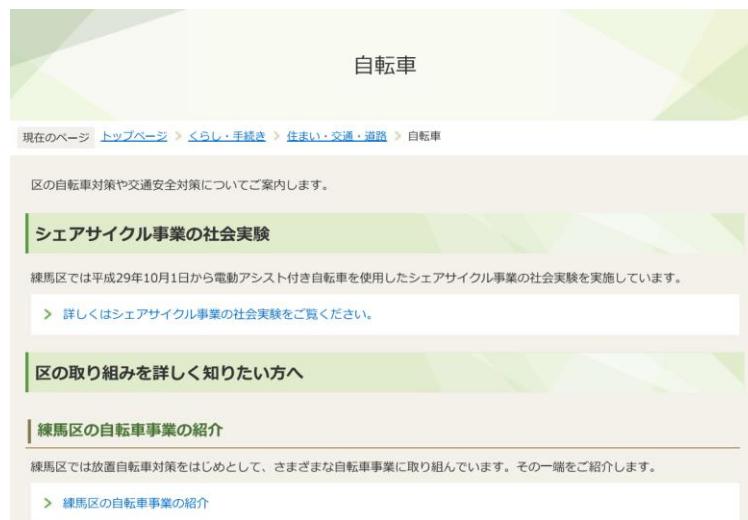 自転車
現在のページ トップページ > くらし・手続き > 住まい・交通・道路 > 自転車
区の自転車対策や交通安全対策についてご案内します。
シェアサイクル事業の社会実験
練馬区では平成29年10月1日から電動アシスト付き自転車を使用したシェアサイクル事業の社会実験を実施しています。
> 詳しくはシェアサイクル事業の社会実験をご覧ください。
区の取り組みを詳しく知りたい方へ
練馬区の自転車事業の紹介
練馬区では放置自転車対策をはじめとして、さまざまな自転車事業に取り組んでいます。その一端をご紹介します。
> 練馬区の自転車事業の紹介